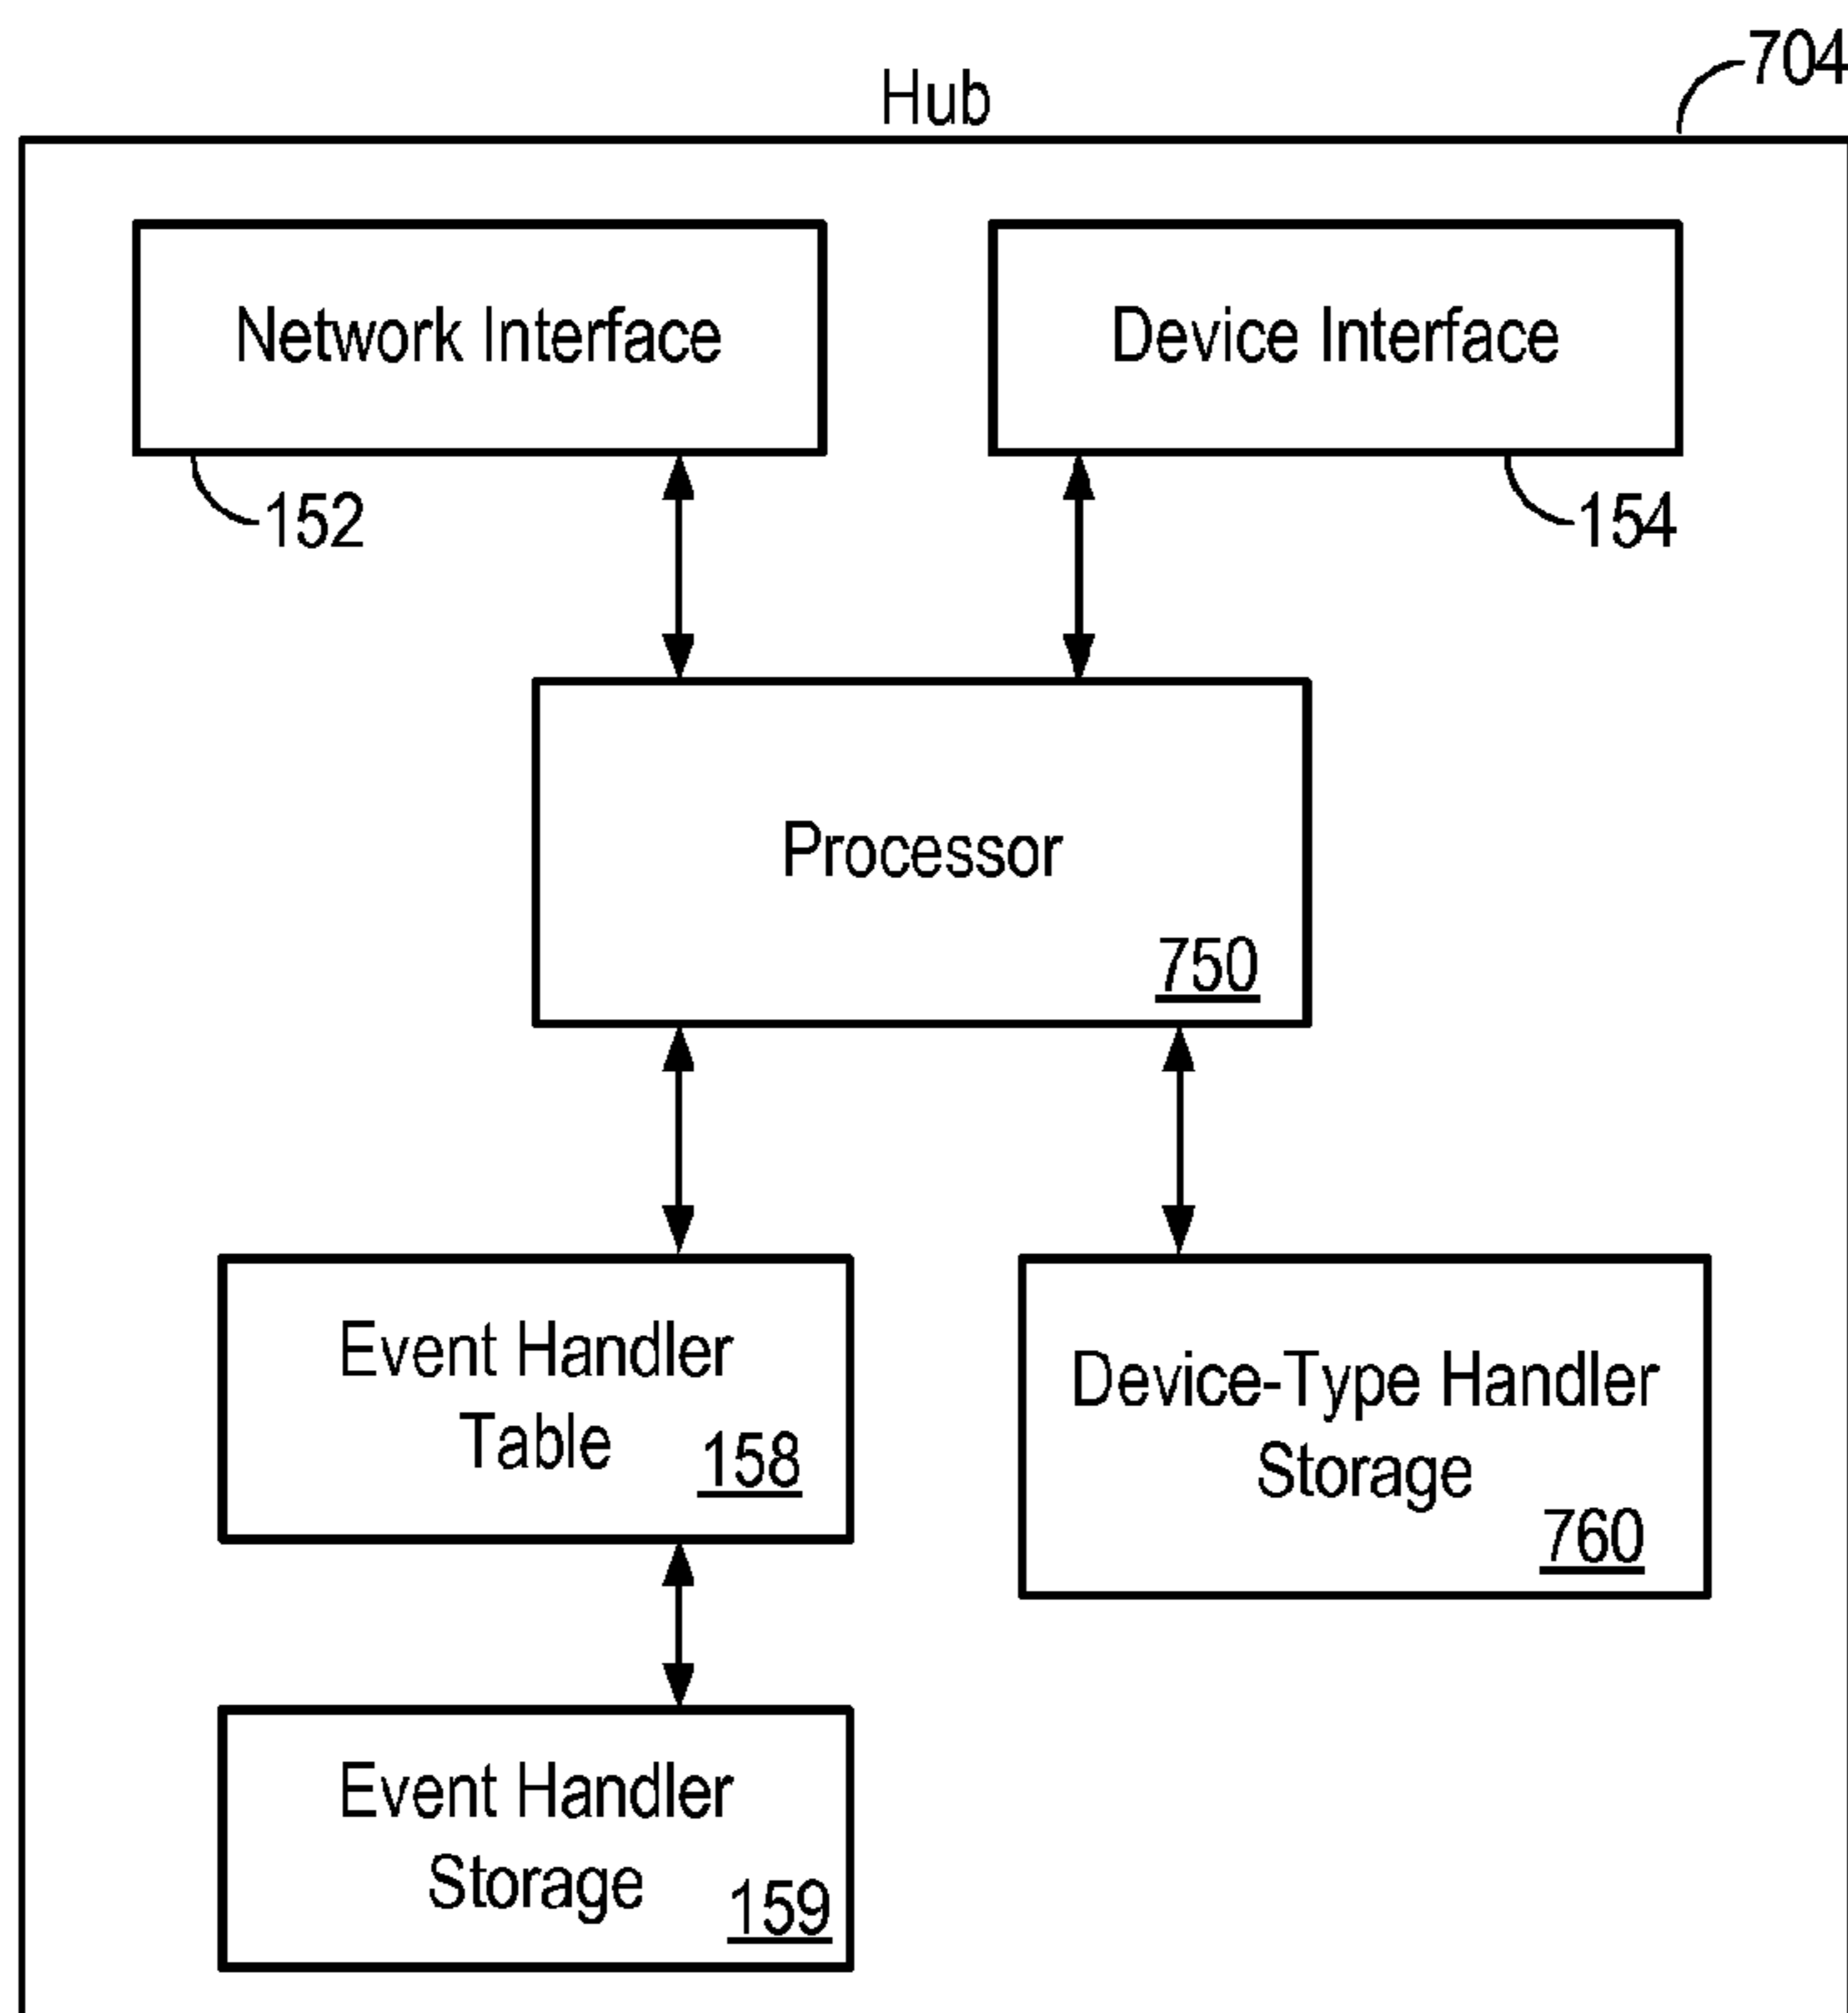 704
Hub
Network Interface
Device Interface
152
154
Processor
750
Event Handler
Table
158
Device-Type Handler
Storage
760
Event Handler
Storage
159